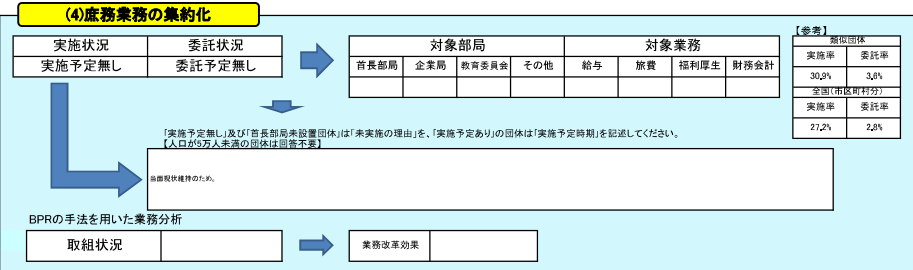 (4)庶務業務の集約化
実施状況 委託状況
実施予定無し 委託予定無し
対象部局 対象業務
首長部局 企業局 教育委員会 その他 給与 旅費 福利厚生 財務会計
【参考】
類似団体
実施率 委託率
30.9% 3.6%
全国(市区町村分)
実施率 委託率
27.2% 2.8%
「実施予定無し」及び「首長部局未設置団体」は「未実施の理由」を、「実施予定あり」の団体は「実施予定時期」を記述してください。
【人口が5万人未満の団体は回答不要】
当面現状維持のため。
BPRの手法を用いた業務分析
取組状況
業務改革効果